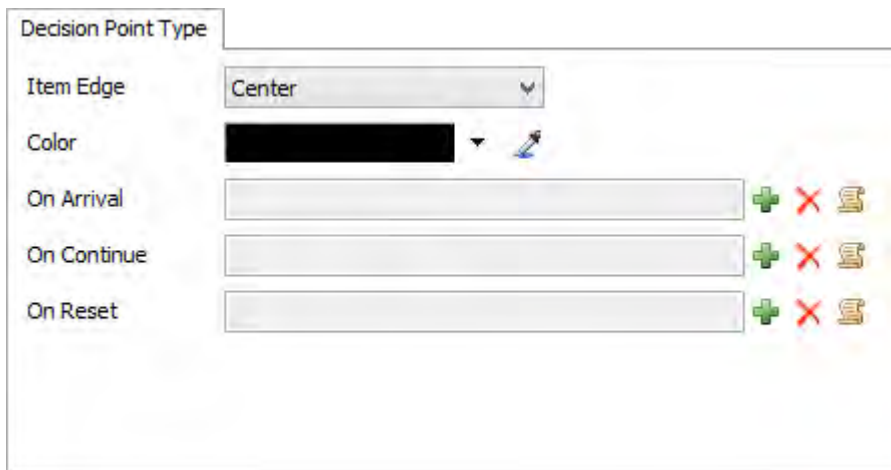 Decision Point Type
Item Edge Center
Color
On Arrival
On Continue
On Reset